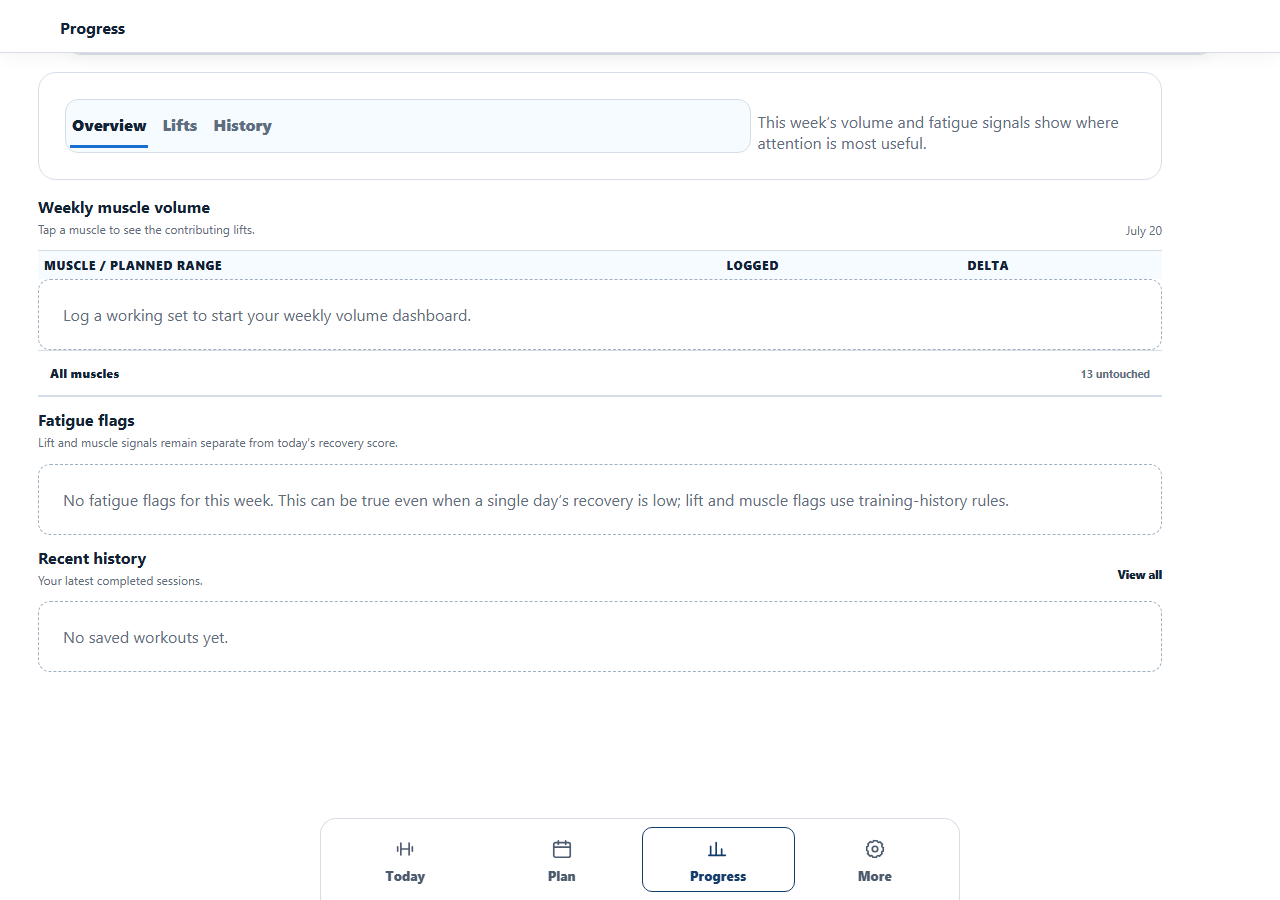 Progress
Overview Lifts History
This week's volume and fatigue signals show where
attention is most useful.
Weekly muscle volume
Tap a muscle to see the contributing lifts.
July 20
MUSCLE / PLANNED RANGE LOGGED DELTA
Log a working set to start your weekly volume dashboard.
All muscles 13 untouched
Fatigue flags
Lift and muscle signals remain separate from today's recovery score.
No fatigue flags for this week. This can be true even when a single day's recovery is low; lift and muscle flags use training-history rules.
Recent history
Your latest completed sessions.
View all
No saved workouts yet.
Today Plan Progress More